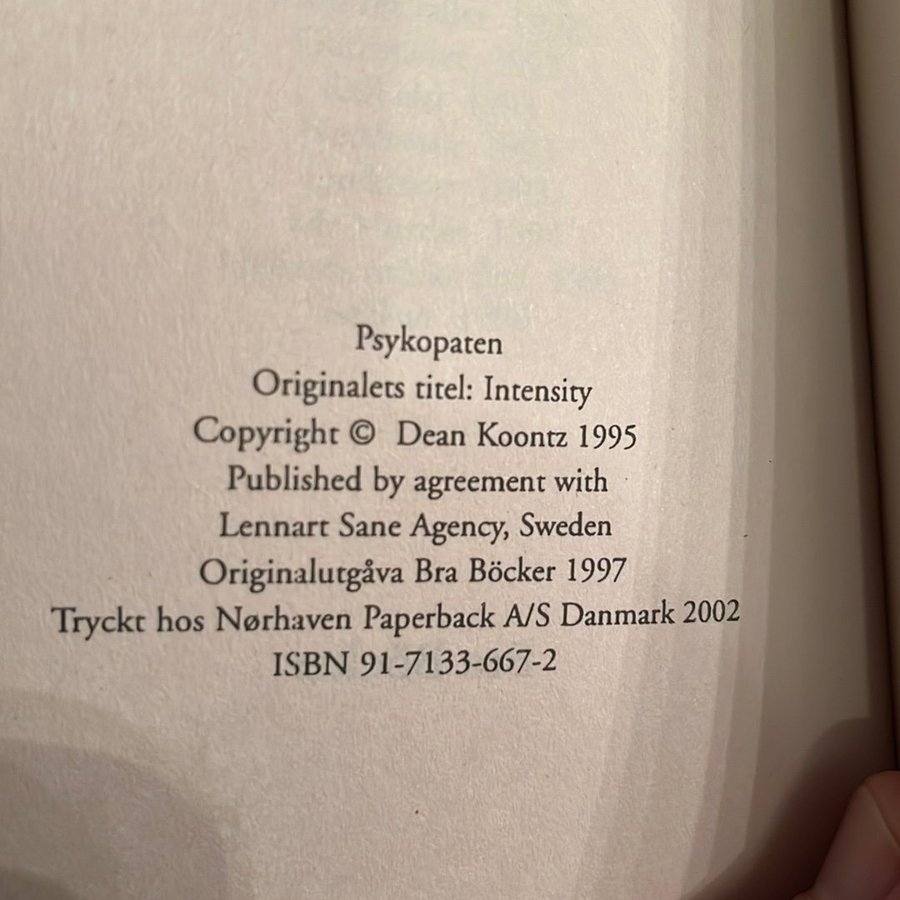 Psykopaten
Originalets titel: Intensity
Copyright © Dean Koontz 1995
Published by agreement with
Lennart Sane Agency, Sweden
Originalutgåva Bra Böcker 1997
Tryckt hos Nørhaven Paperback A/S Danmark 2002
ISBN 91-7133-667-2